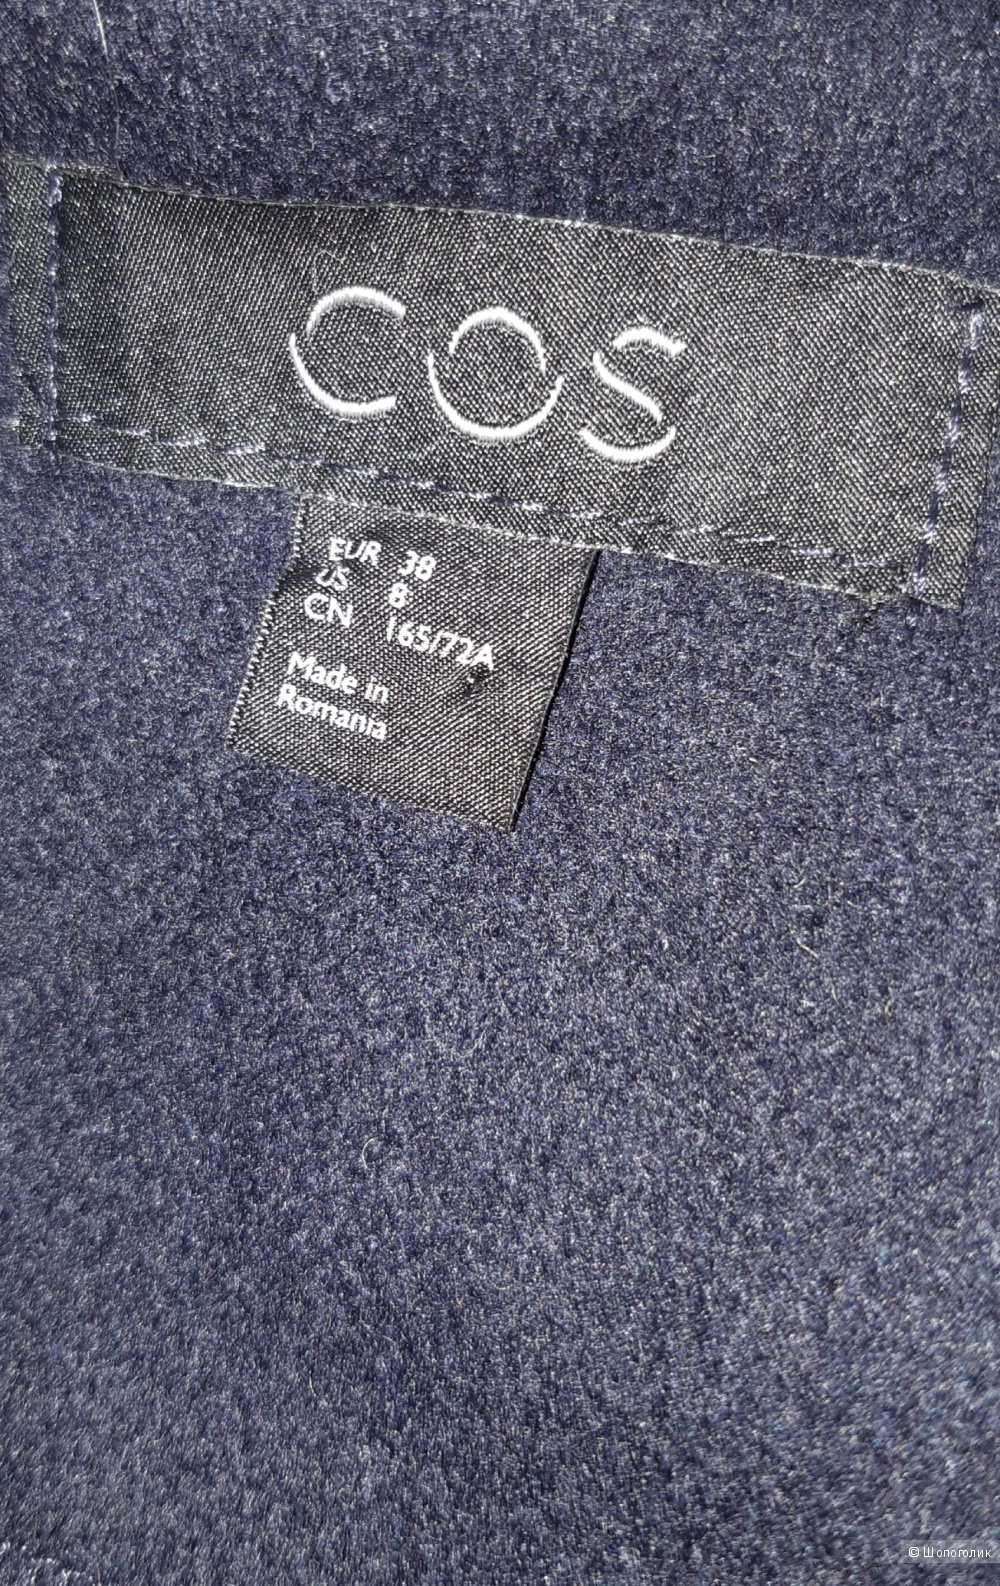 COS
EUR 38
US 8
CN 165/72A
Made in
Romania
© Шопоголик